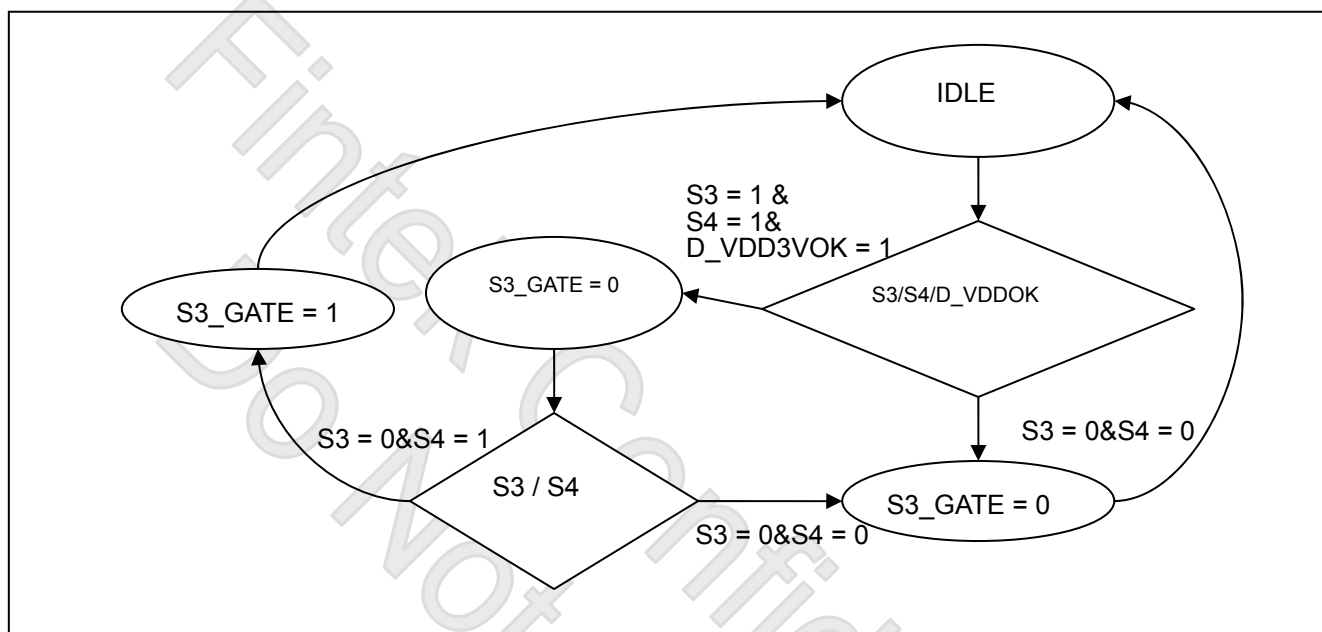 IDLE
S3 = 1 &
S4 = 1&
D_VDD3VOK = 1
S3_GATE = 0
S3/S4/D_VDDOK
S3_GATE = 1
S3 = 0&S4 = 1
S3 = 0&S4 = 0
S3 / S4
S3_GATE = 0
S3 = 0&S4 = 0
Fintek
Do Not